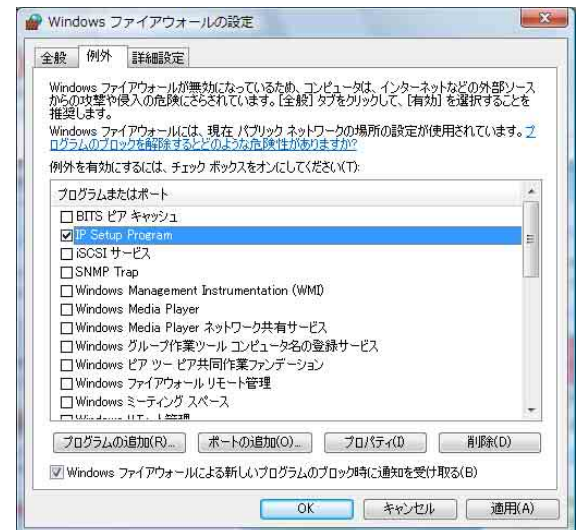 Windows ファイアウォールの設定
全般 例外 詳細設定
Windows ファイアウォールが無効になっているため、コンピュータは、インターネットなどの外部ソース
からの攻撃や侵入の危険にさらされています。[全般] タブをクリックして、[有効] を選択することを
推奨します。
Windows ファイアウォールには、現在 パブリック ネットワークの場所の設定が使用されています。プ
ログラムのブロックを解除するとどのような危険性がありますか?
例外を有効にするには、チェック ボックスをオンにしてください(T):
プログラムまたはポート
BITS ピア キャッシュ
IP Setup Program
iSCSI サービス
SNMP Trap
Windows Management Instrumentation (WMI)
Windows Media Player
Windows Media Player ネットワーク共有サービス
Windows グループ作業ツール コンピュータ名の登録サービス
Windows ピア ツー ピア共同作業ファンデーション
Windows ファイアウォール リモート管理
Windows ミーティング スペース
Windows リモート管理
プログラムの追加(R)... ポートの追加(O)... プロパティ(I) 削除(D)
Windows ファイアウォールによる新しいプログラムのブロック時に通知を受け取る(B)
OK キャンセル 適用(A)